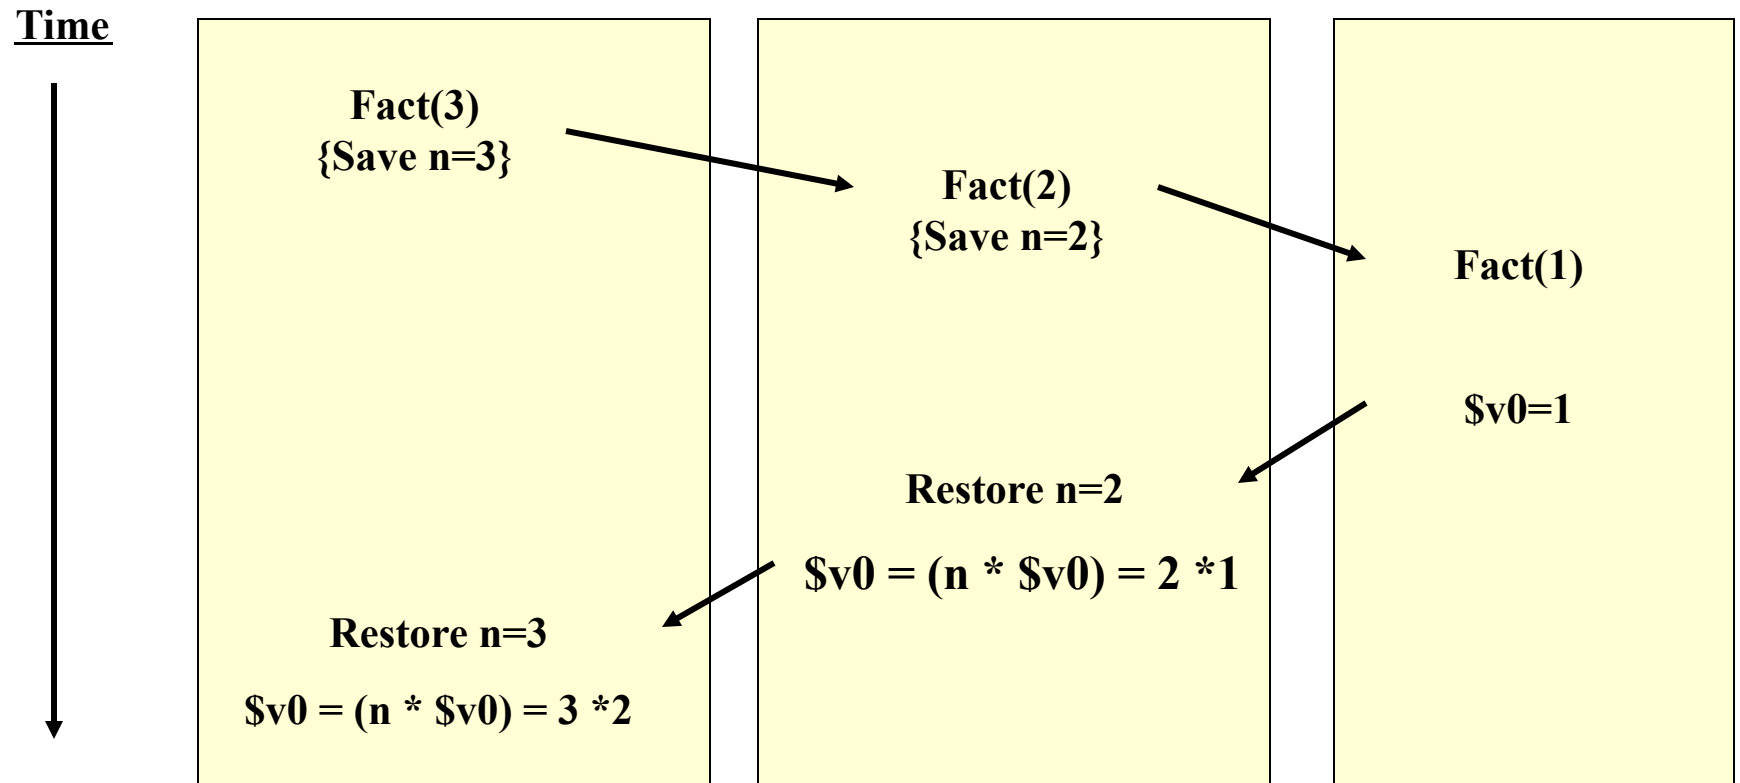 Time
Fact(3)
{Save n=3}
Fact(2)
{Save n=2}
Fact(1)
$v0=1
Restore n=2
$v0 = (n * $v0) = 2 *1
Restore n=3
$v0 = (n * $v0) = 3 *2